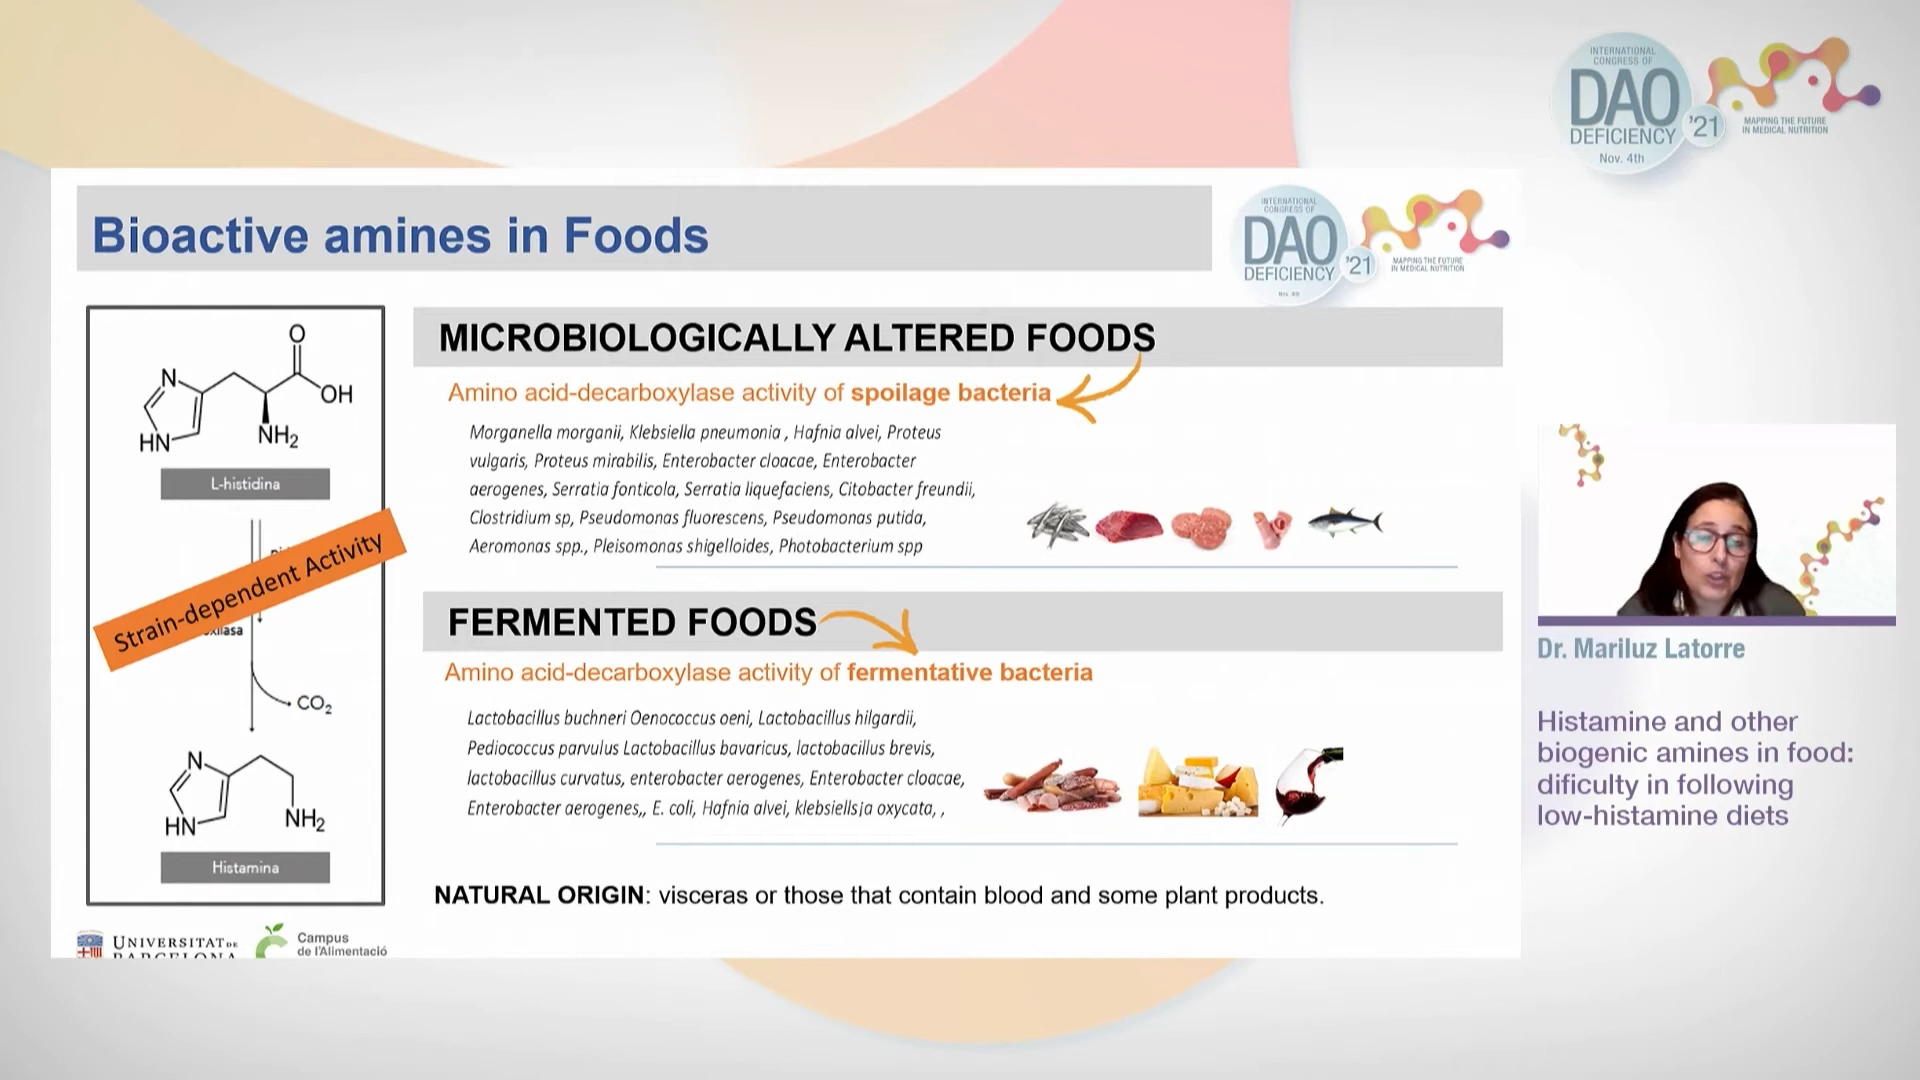 INTERNATIONAL
CONGRESS OF
DAO
DEFICIENCY
'21
Nov. 4th
MAPPING THE FUTURE
IN MEDICAL NUTRITION
Bioactive amines in Foods
INTERNATIONAL
CONGRESS OF
DAO
DEFICIENCY
'21
Nov. 4th
MAPPING THE FUTURE
IN MEDICAL NUTRITION
O
N
OH
HN
NH2
L-histidina
Strain-dependent Activity
CO2
N
HN
NH2
Histamina
MICROBIOLOGICALLY ALTERED FOODS
Amino acid-decarboxylase activity of spoilage bacteria
Morganella morganii, Klebsiella pneumonia , Hafnia alvei, Proteus
vulgaris, Proteus mirabilis, Enterobacter cloacae, Enterobacter
aerogenes, Serratia fonticola, Serratia liquefaciens, Citobacter freundii,
Clostridium sp, Pseudomonas fluorescens, Pseudomonas putida,
Aeromonas spp., Pleisomonas shigelloides, Photobacterium spp
FERMENTED FOODS
Amino acid-decarboxylase activity of fermentative bacteria
Lactobacillus buchneri Oenococcus oeni, Lactobacillus hilgardii,
Pediococcus parvulus Lactobacillus bavaricus, lactobacillus brevis,
lactobacillus curvatus, enterobacter aerogenes, Enterobacter cloacae,
Enterobacter aerogenes,, E. coli, Hafnia alvei, klebsiells¡a oxycata, ,
NATURAL ORIGIN: visceras or those that contain blood and some plant products.
UNIVERSITAT DE
BARCELONA
Campus
de l'Alimentació
Dr. Mariluz Latorre
Histamine and other
biogenic amines in food:
dificulty in following
low-histamine diets